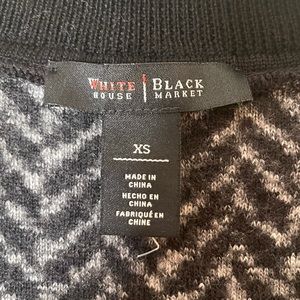 WHITE BLACK
HOUSE MARKET
XS
MADE IN
CHINA
HECHO EN
CHINA
FABRIQUÉ EN
CHINE